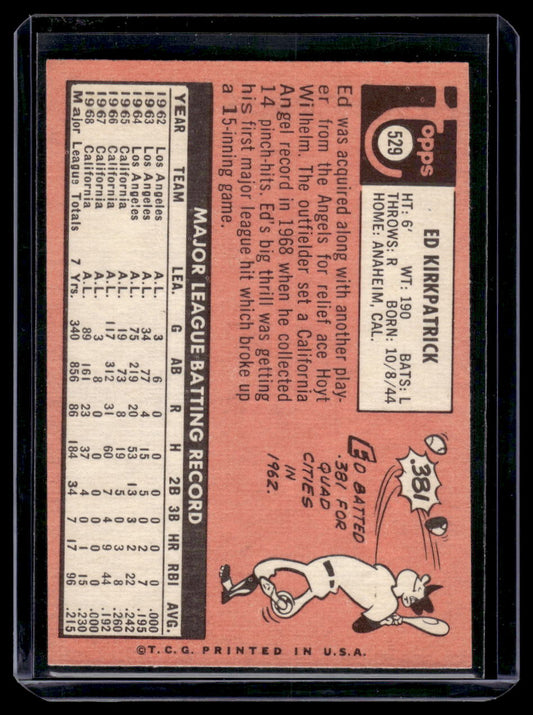 Topps
529
ED KIRKPATRICK
HT: 6' WT: 190 BATS: L
THROWS: R BORN: 10/8/44
HOME: ANAHEIM, CAL.
Ed was acquired along with another play-
er from the Angels for relief ace Hoyt
Wilhelm. The outfielder set a California
Angel record in 1968 when he collected
14 pinch-hits. Ed's big thrill was getting
his first major league hit which broke up
a 15-inning game.
.381
ED BATTED
.381 FOR
QUAD
CITIES
IN
1962.
MAJOR LEAGUE BATTING RECORD
YEAR TEAM LEA. G AB R H 2B 3B HR RBI AVG.
1962 Los Angeles A.L. 3 6 0 0 0 0 0 0 .000
1963 Los Angeles A.L. 34 77 4 15 5 0 2 7 .195
1964 Los Angeles A.L. 75 219 20 53 13 3 2 22 .242
1965 California A.L. 19 73 8 19 5 0 3 8 .260
1966 California A.L. 117 312 31 60 7 4 9 44 .192
1967 California A.L. 3 8 0 0 0 0 0 0 .000
1968 California A.L. 89 161 23 37 4 0 1 15 .230
Major League Totals 7 Yrs. 340 856 86 184 34 7 17 96 .215
©T.C.G. PRINTED IN U.S.A.